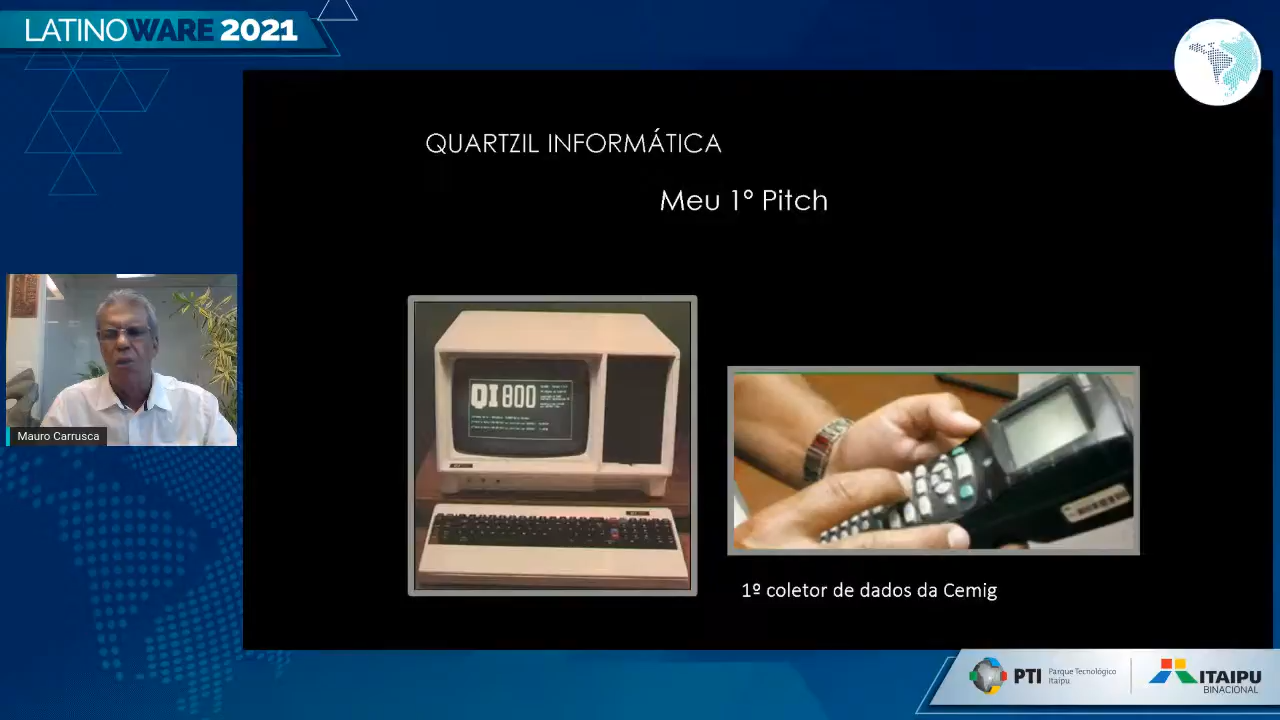 LATINOWARE 2021
QUARTZIL INFORMÁTICA
Meu 1º Pitch
QI 800
Mauro Carrusca
1º coletor de dados da Cemig
PTI Parque Tecnológico
Itaipu
ITAIPU
BINACIONAL